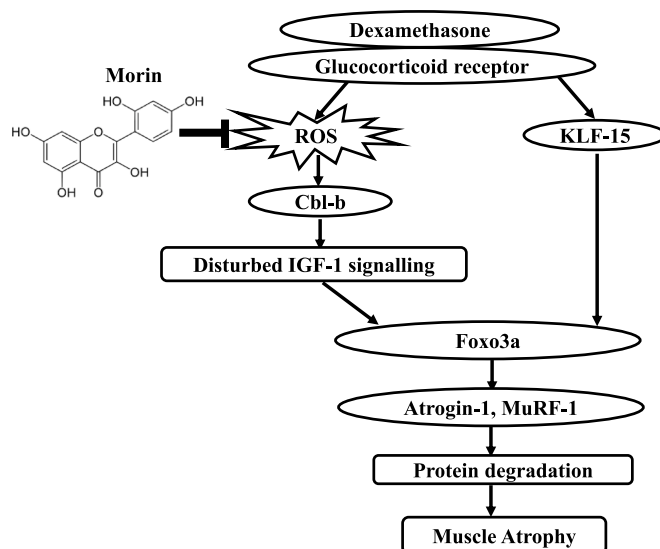 Dexamethasone
Glucocorticoid receptor
Morin
HO
OH
HO
O
OH
OH
O
ROS
KLF-15
Cbl-b
Disturbed IGF-1 signalling
Foxo3a
Atrogin-1, MuRF-1
Protein degradation
Muscle Atrophy